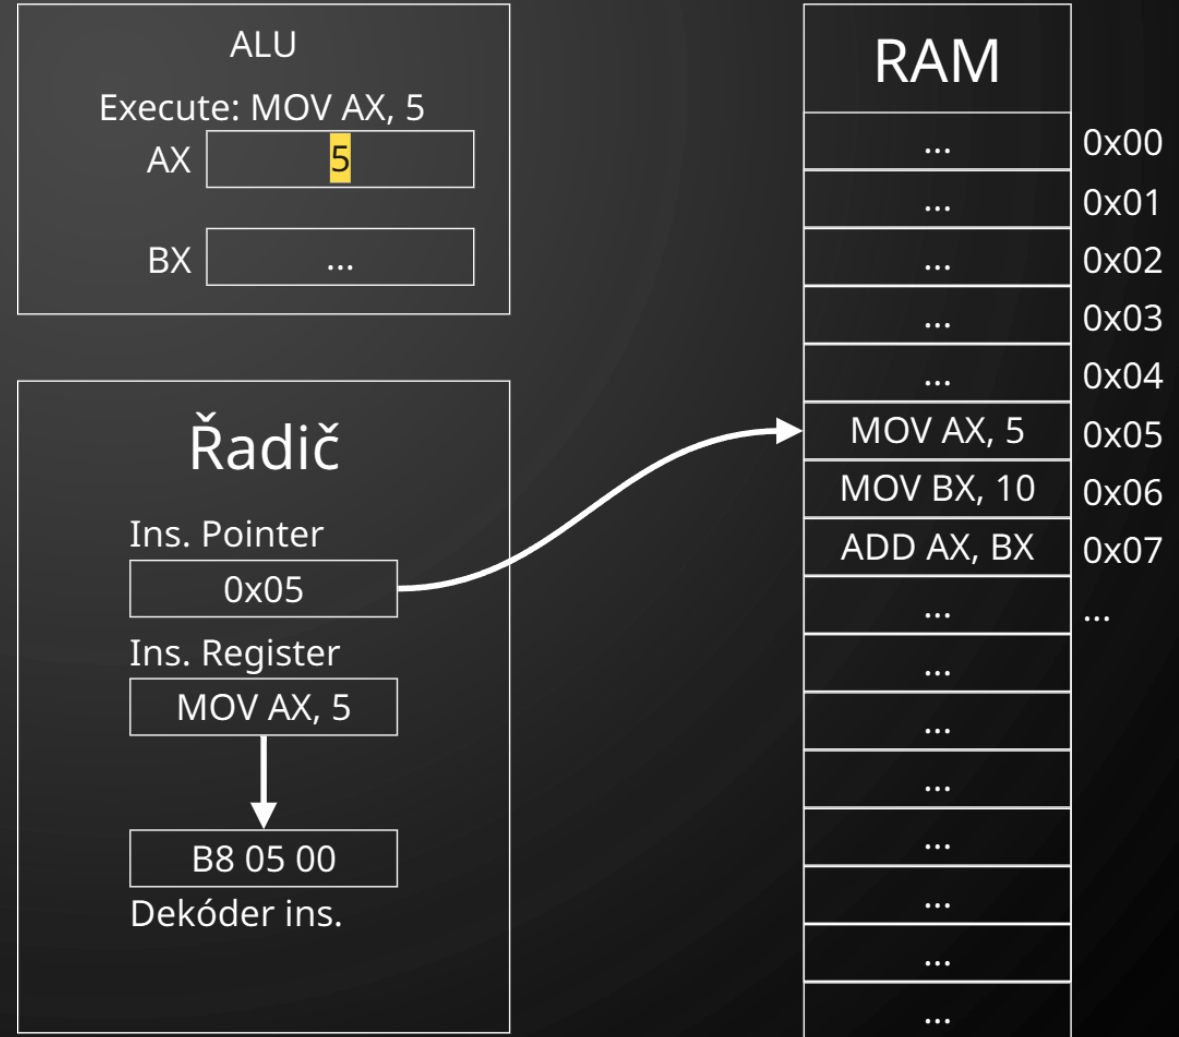 ALU
Execute: MOV AX, 5
AX 5
BX ...
Řadič
Ins. Pointer
0x05
Ins. Register
MOV AX, 5
B8 05 00
Dekóder ins.
RAM
... 0x00
... 0x01
... 0x02
... 0x03
... 0x04
MOV AX, 5 0x05
MOV BX, 10 0x06
ADD AX, BX 0x07
... ...
...
...
...
...
...
...
...